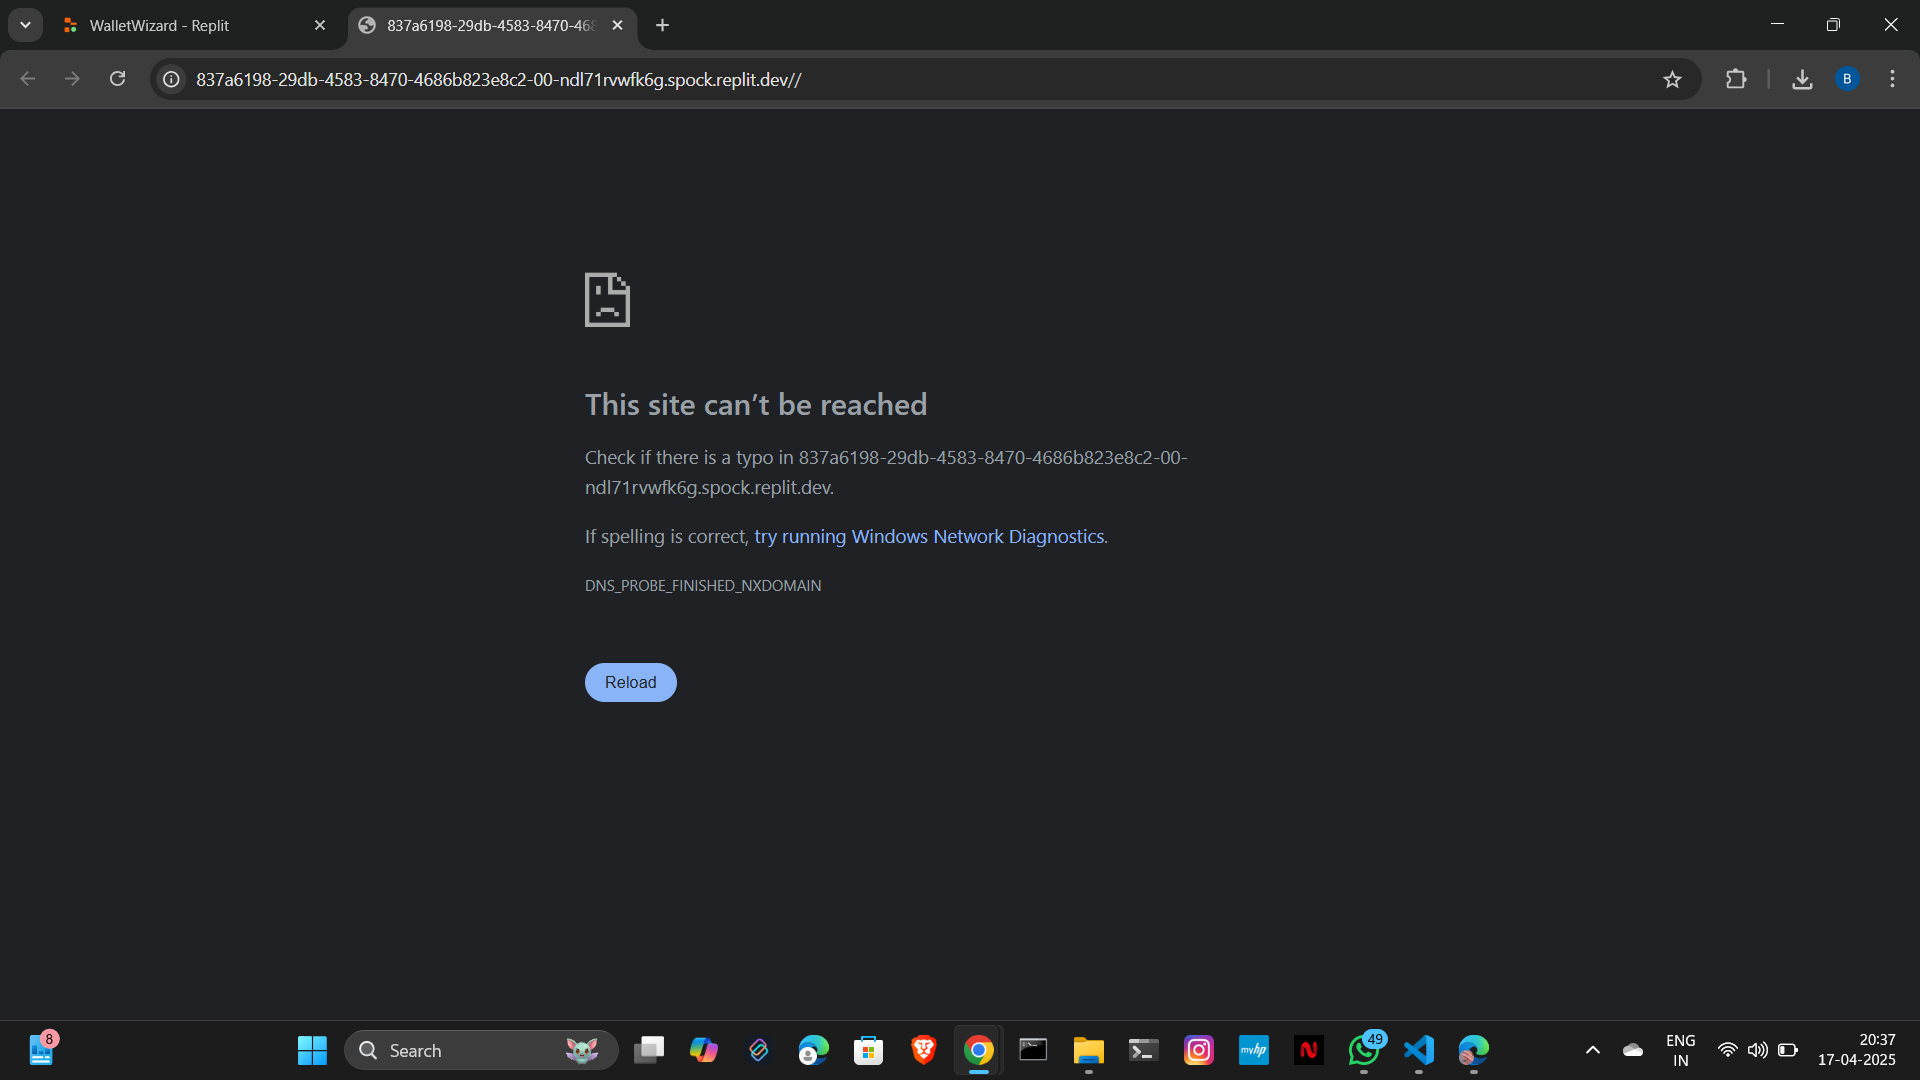 WalletWizard - Replit
837a6198-29db-4583-8470-468
837a6198-29db-4583-8470-4686b823e8c2-00-ndl71rvwfk6g.spock.replit.dev//
B
This site can’t be reached
Check if there is a typo in 837a6198-29db-4583-8470-4686b823e8c2-00-
ndl71rvwfk6g.spock.replit.dev.
If spelling is correct, try running Windows Network Diagnostics.
DNS_PROBE_FINISHED_NXDOMAIN
Reload
8
Search
myhp
N
49
ENG
IN
20:37
17-04-2025